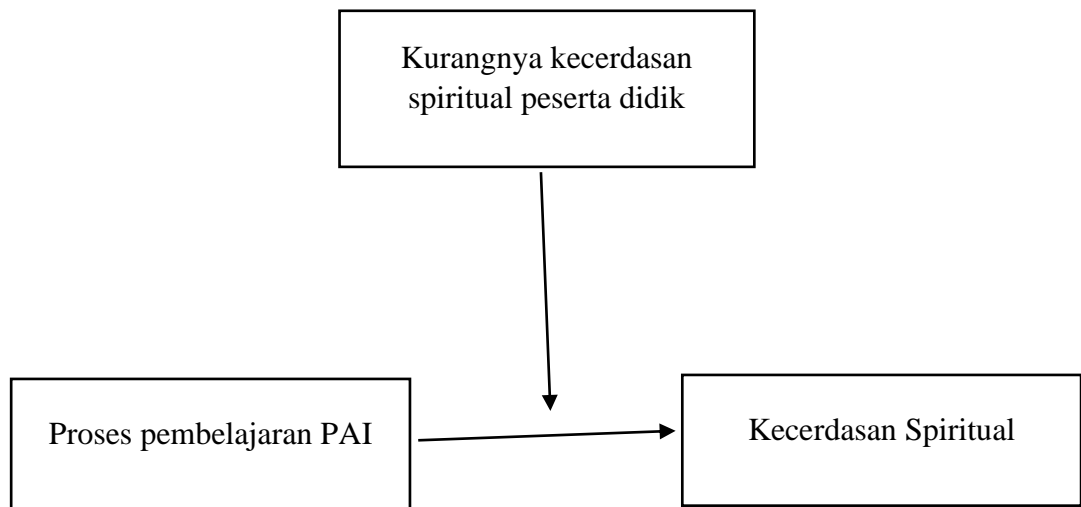 Kurangnya kecerdasan
spiritual peserta didik
Proses pembelajaran PAI
Kecerdasan Spiritual